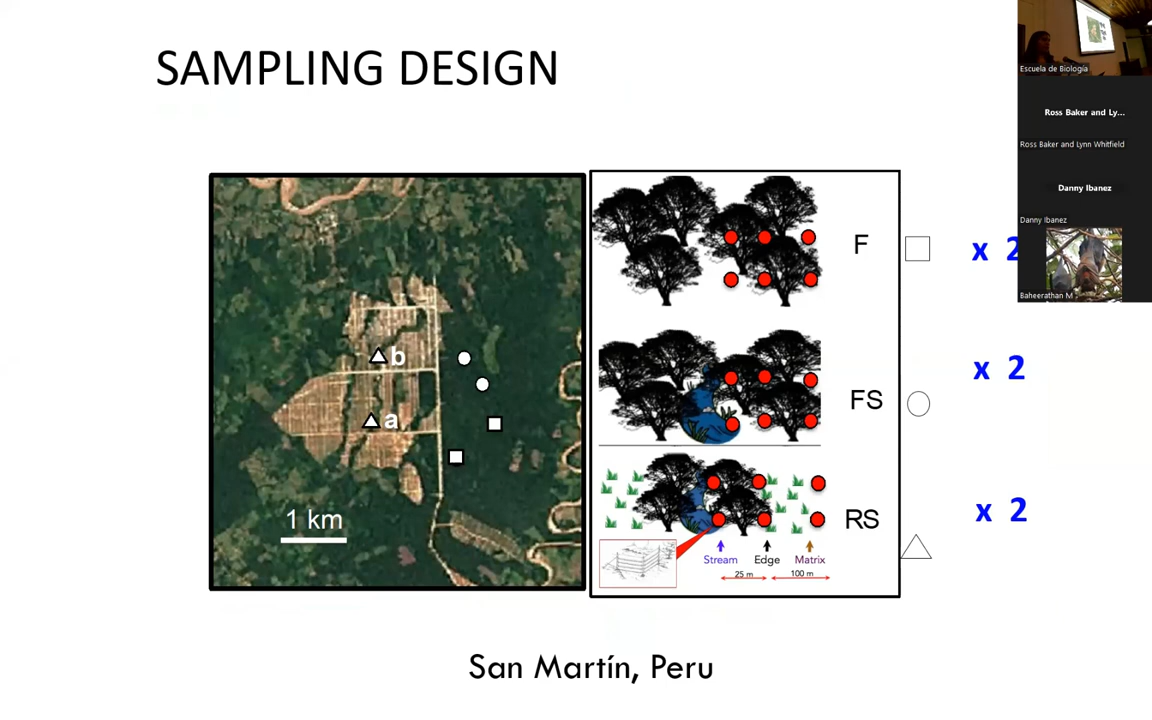 SAMPLING DESIGN
Escuela de Biología
Ross Baker and Ly...
Ross Baker and Lynn Whitfield
Danny Ibanez
Danny Ibanez
Baheerathan M
b
a
1 km
F
x 2
FS
x 2
RS
x 2
Stream Edge Matrix
25 m 100 m
San Martín, Peru